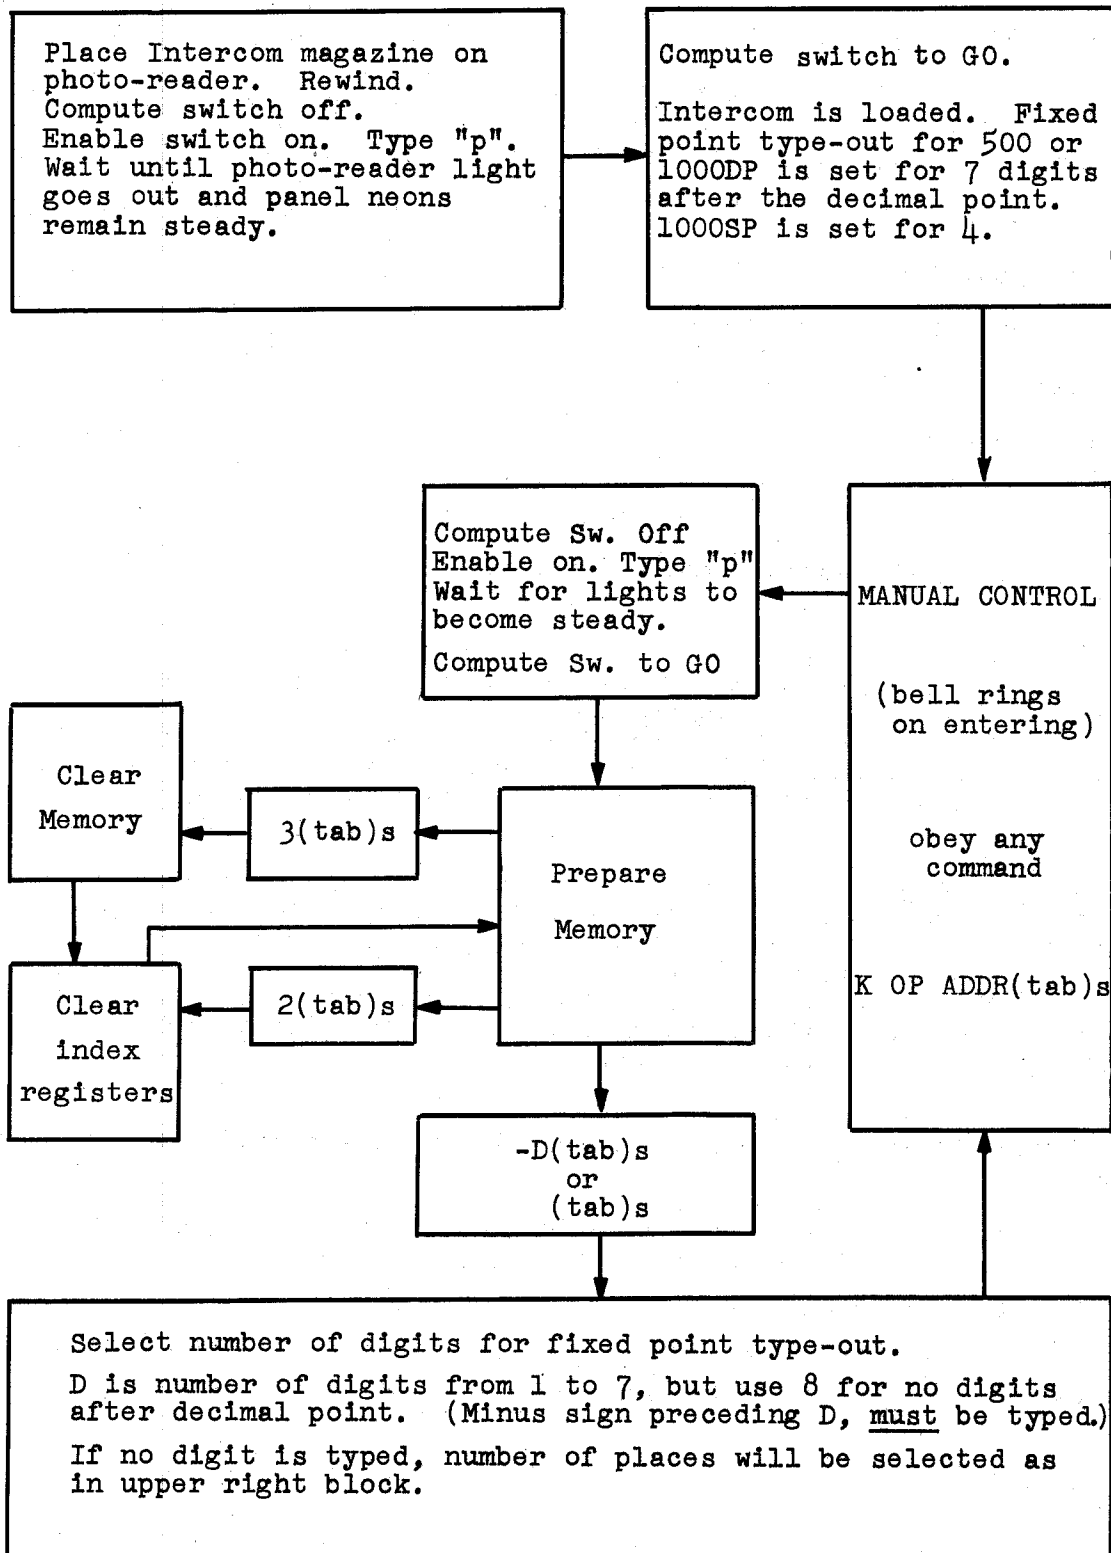 Place Intercom magazine on
photo-reader. Rewind.
Compute switch off.
Enable switch on. Type "p".
Wait until photo-reader light
goes out and panel neons
remain steady.
Compute switch to GO.
Intercom is loaded. Fixed
point type-out for 500 or
1000DP is set for 7 digits
after the decimal point.
1000SP is set for 4.
Compute Sw. Off
Enable on. Type "p"
Wait for lights to
become steady.
Compute Sw. to GO
MANUAL CONTROL
(bell rings
on entering)
obey any
command
K OP ADDR(tab)s
Clear
Memory
3(tab)s
Prepare
Memory
Clear
index
registers
2(tab)s
-D(tab)s
or
(tab)s
Select number of digits for fixed point type-out.
D is number of digits from 1 to 7, but use 8 for no digits
after decimal point. (Minus sign preceding D, must be typed.)
If no digit is typed, number of places will be selected as
in upper right block.